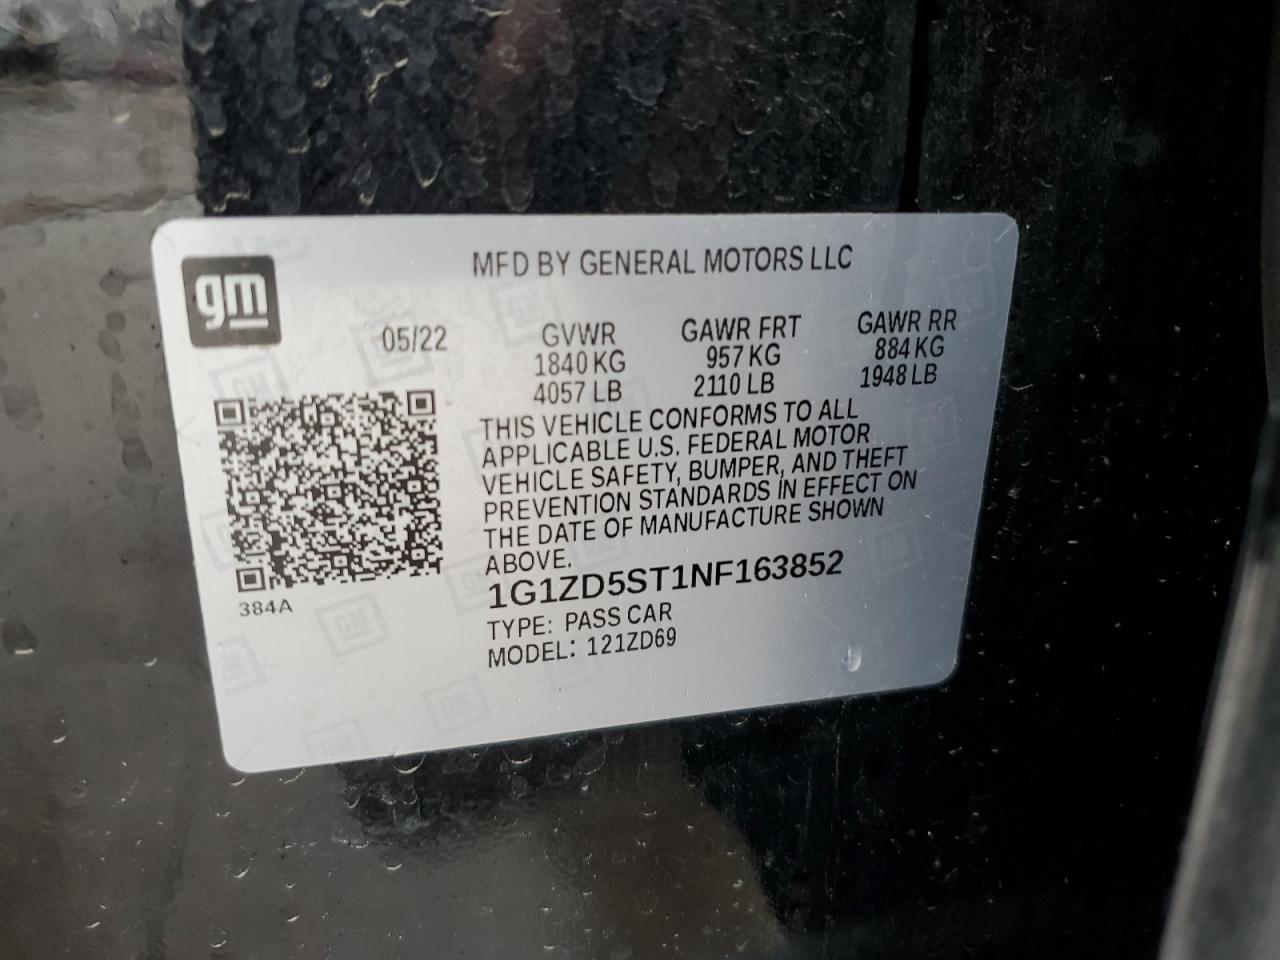 gm
MFD BY GENERAL MOTORS LLC
05/22 GVWR GAWR FRT GAWR RR
1840 KG 957 KG 884 KG
4057 LB 2110 LB 1948 LB
THIS VEHICLE CONFORMS TO ALL
APPLICABLE U.S. FEDERAL MOTOR
VEHICLE SAFETY, BUMPER, AND THEFT
PREVENTION STANDARDS IN EFFECT ON
THE DATE OF MANUFACTURE SHOWN
ABOVE.
1G1ZD5ST1NF163852
384A
TYPE: PASS CAR
MODEL: 121ZD69